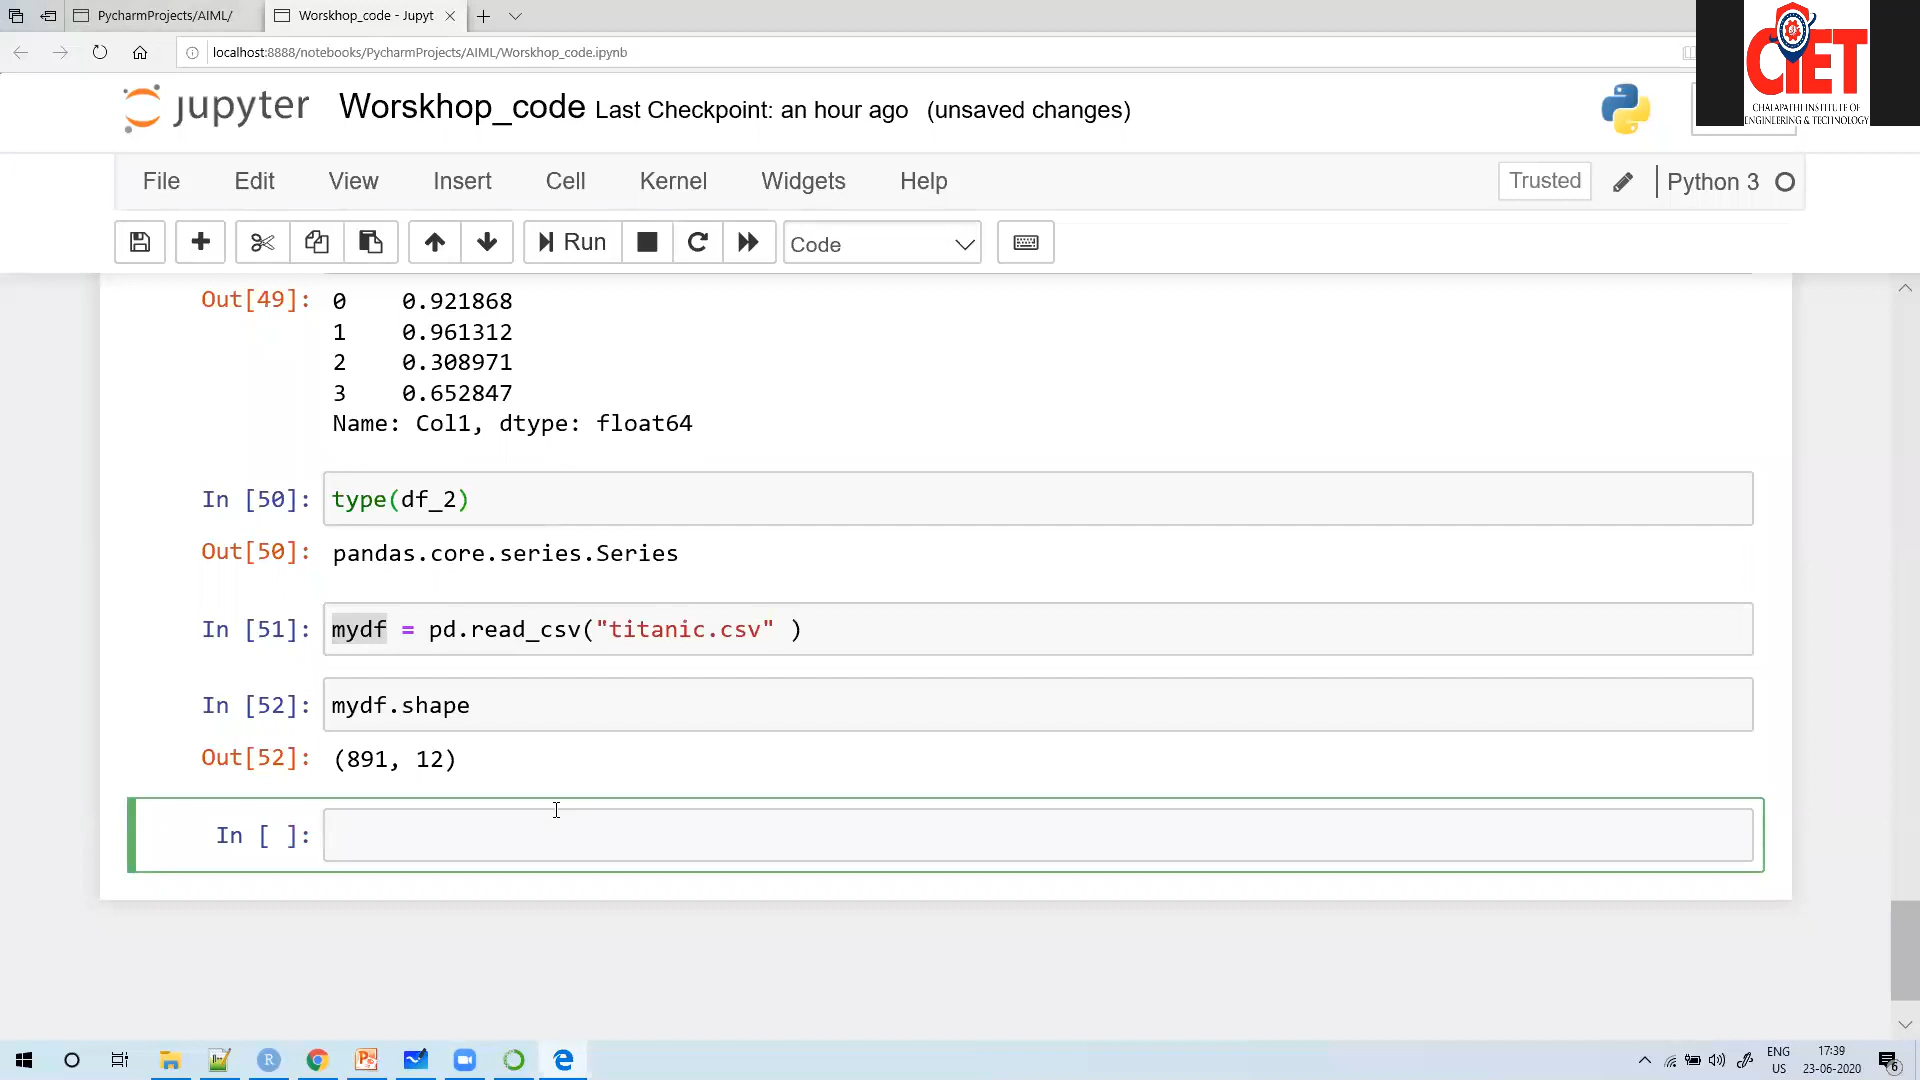 PycharmProjects/AIML/
Worskhop_code - Jupyt
localhost:8888/notebooks/PycharmProjects/AIML/Worskhop_code.ipynb
CIET
CHALAPATHI INSTITUTE OF
ENGINEERING & TECHNOLOGY
jupyter Worskhop_code Last Checkpoint: an hour ago (unsaved changes)
File Edit View Insert Cell Kernel Widgets Help Trusted Python 3
Run Code
Out[49]: 0 0.921868
1 0.961312
2 0.308971
3 0.652847
Name: Col1, dtype: float64
In [50]: type(df_2)
Out[50]: pandas.core.series.Series
In [51]: mydf = pd.read_csv("titanic.csv" )
In [52]: mydf.shape
Out[52]: (891, 12)
In [ ]:
ENG
US
17:39
23-06-2020
6